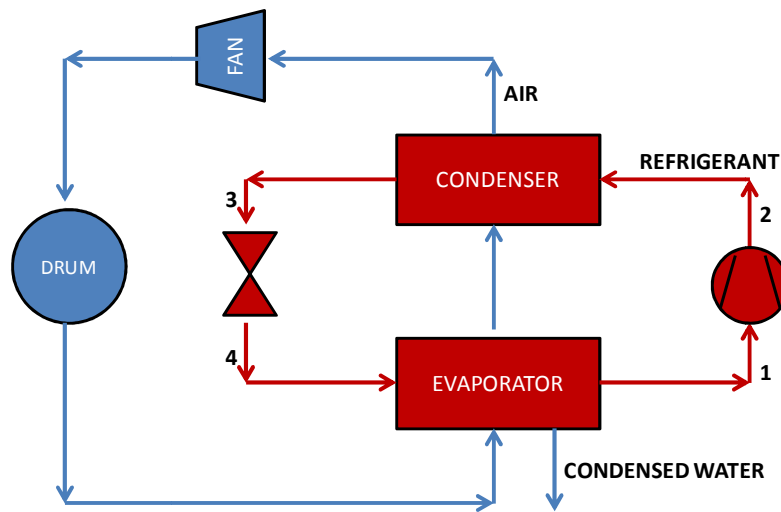 FAN
AIR
CONDENSER
REFRIGERANT
3
2
DRUM
4
EVAPORATOR
1
CONDENSED WATER